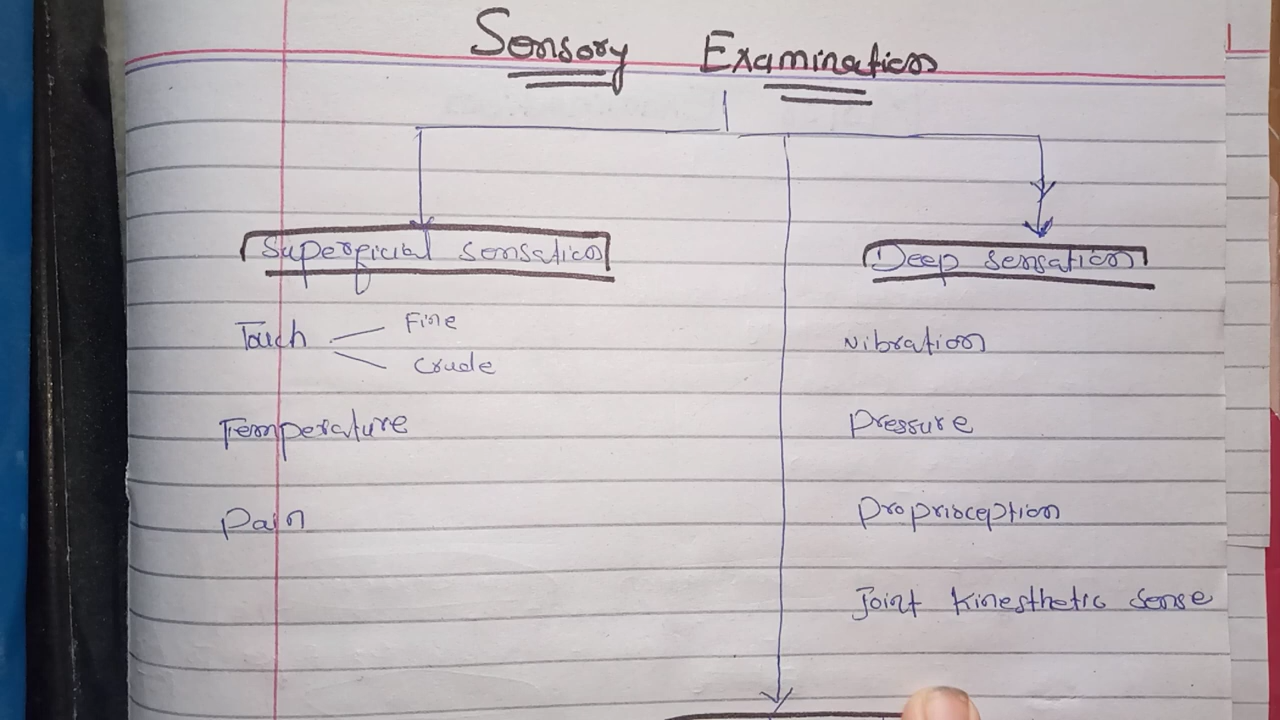 Sensory Examination
Superficial sensation
Deep sensation
Touch
Fine
Crude
Temperature
Pain
Vibration
Pressure
Proprioception
Joint Kinesthetic Sense